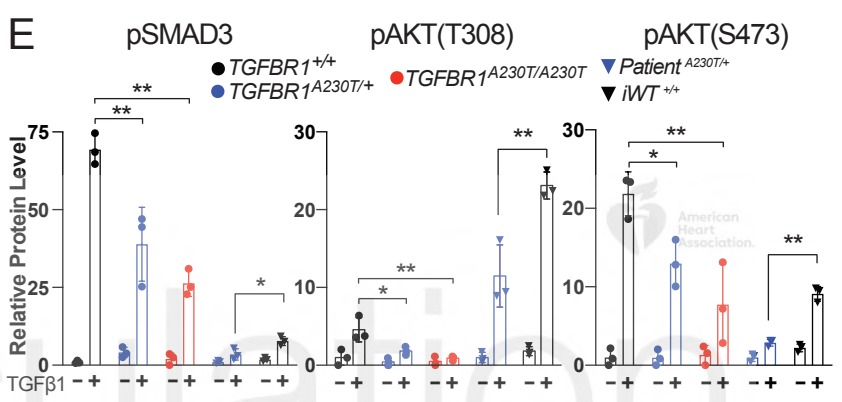 E
pSMAD3 pAKT(T308) pAKT(S473)
TGFBR1+/+ TGFBR1A230T/A230T Patient A230T/+
TGFBR1A230T/+ iWT +/+
Relative Protein Level
** ** *
75
50
25
0
* ** **
30
20
10
0
* ** **
30
20
10
0
American
Heart
Association.
TGFβ1 - + - + - + - + - + - + - + - + - + - + - + - + - + - + - +